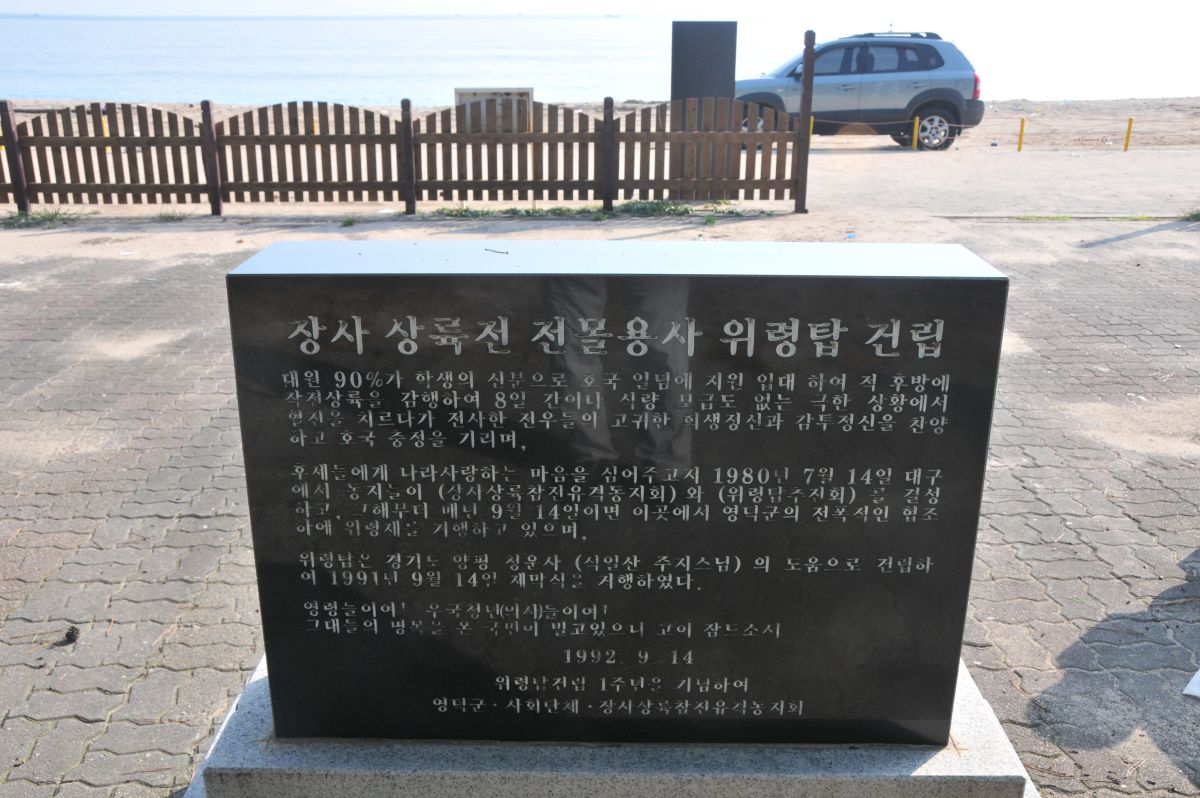 장사 상륙전 전몰용사 위령탑 건립
대원 90%가 학생의 신분으로 호국 일념에 지원 입대 하여 적 후방에
작전상륙을 감행하여 8일 간이나 식량 보급도 없는 극한 상황에서
혈전을 치르다가 전사한 전우들의 고귀한 희생정신과 감투정신을 찬양
하고 호국 충성을 기리며,
후세들에게 나라사랑하는 마음을 심어주고저 1980년 7월 14일 대구
에서 동지들이 (장사상륙참전유격동지회) 와 (위령탑추진회) 를 결성
하고, 그해부터 매년 9월 14일이면 이곳에서 영덕군의 전폭적인 협조
하에 위령제를 거행하고 있으며,
위령탑은 경기도 양평 청운사 주지스님) 의 도움으로 건립하
여 1991년 9월 14일 제막식을 거행하였다.
영령들이여! 우국청년(의사)들이여!
그대들의 명복을 온 국민이 빌고있으니 고이 잠드소서
1992. 9. 14
위령탑건립 1주년을 기념하여
영덕군·사회단체·장사상륙참전유격동지회